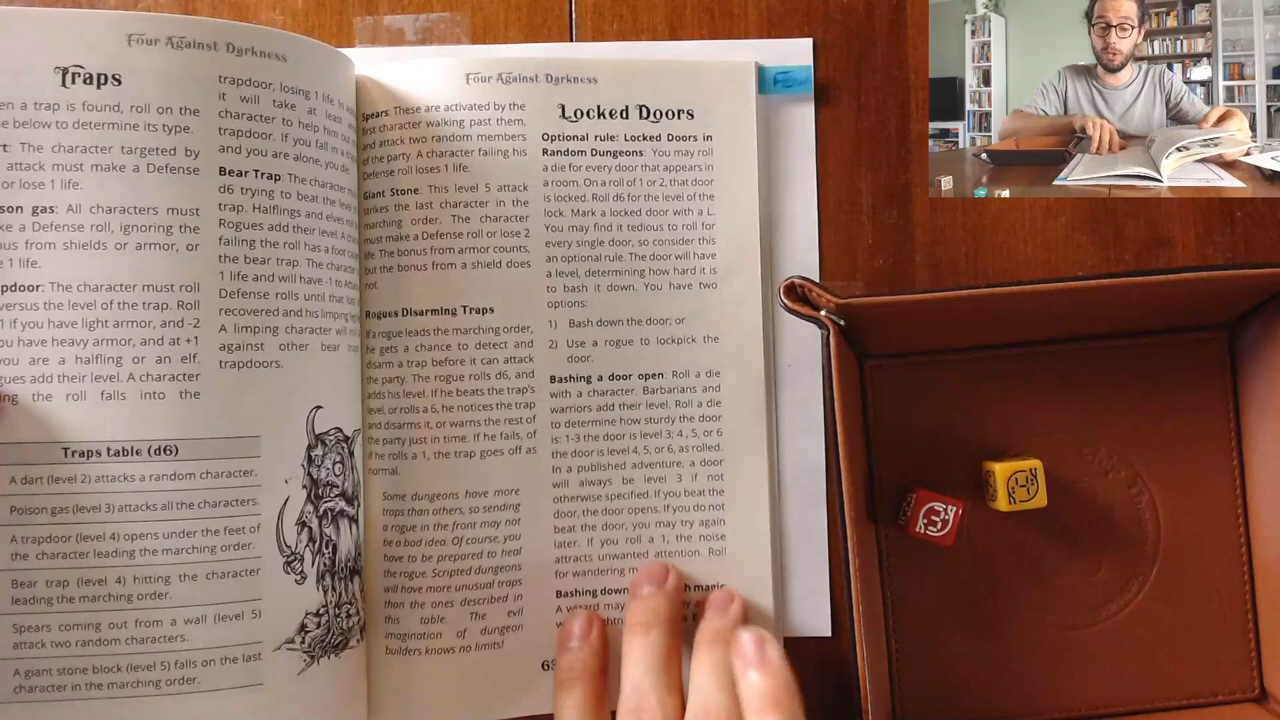 Four Against Darkness
Traps
en a trap is found, roll on the
e below to determine its type.
rt: The character targeted by
attack must make a Defense
or lose 1 life.
son gas: All characters must
ke a Defense roll, ignoring the
nus from shields or armor, or
e 1 life.
pdoor: The character must roll
versus the level of the trap. Roll
1 if you have light armor, and -2
ou have heavy armor, and at +1
you are a halfling or an elf.
gues add their level. A character
ing the roll falls into the
trapdoor, losing 1 life.
it will take at least
character to help him out
trapdoor. If you fall in a
and you are alone, you die.
Bear Trap: The character
d6 trying to beat the level
trap. Halflings and elves
Rogues add their level. A
failing the roll has a foot
the bear trap. The character
1 life and will have -1 to
Defense rolls until that
recovered and his limping
A limping character will
against other bear
trapdoors.
Traps table (d6)
A dart (level 2) attacks a random character.
Poison gas (level 3) attacks all the characters.
A trapdoor (level 4) opens under the feet of
the character leading the marching order.
Bear trap (level 4) hitting the character
leading the marching order.
Spears coming out from a wall (level 5)
attack two random characters.
A giant stone block (level 5) falls on the last
character in the marching order.
Four Against Darkness
Spears: These are activated by the
first character walking past them,
and attack two random members
of the party. A character failing his
Defense roll loses 1 life.
Giant Stone: This level 5 attack
strikes the last character in the
marching order. The character
must make a Defense roll or lose 2
life. The bonus from armor counts,
but the bonus from a shield does
not.
Rogues Disarming Traps
If a rogue leads the marching order,
he gets a chance to detect and
disarm a trap before it can attack
the party. The rogue rolls d6, and
adds his level. If he beats the trap's
level, or rolls a 6, he notices the trap
and disarms it, or warns the rest of
the party just in time. If he fails, of
if he rolls a 1, the trap goes off as
normal.
Some dungeons have more
traps than others, so sending
a rogue in the front may not
be a bad idea. Of course, you
have to be prepared to heal
the rogue. Scripted dungeons
will have more unusual traps
than the ones described in
this table. The evil
imagination of dungeon
builders knows no limits!
Locked Doors
Optional rule: Locked Doors in
Random Dungeons: You may roll
a die for every door that appears in
a room. On a roll of 1 or 2, that door
is locked. Roll d6 for the level of the
lock. Mark a locked door with a L.
You may find it tedious to roll for
every single door, so consider this
an optional rule. The door will have
a level, determining how hard it is
to bash it down. You have two
options:
1) Bash down the door; or
2) Use a rogue to lockpick the
door.
Bashing a door open: Roll a die
with a character. Barbarians and
warriors add their level. Roll a die
to determine how sturdy the door
is: 1-3 the door is level 3; 4, 5, or 6
the door is level 4, 5, or 6, as rolled.
In a published adventure, a door
will always be level 3 if not
otherwise specified. If you beat the
door, the door opens. If you do not
beat the door, you may try again
later. If you roll a 1, the noise
attracts unwanted attention. Roll
for wandering
Bashing down magic
A wizard may